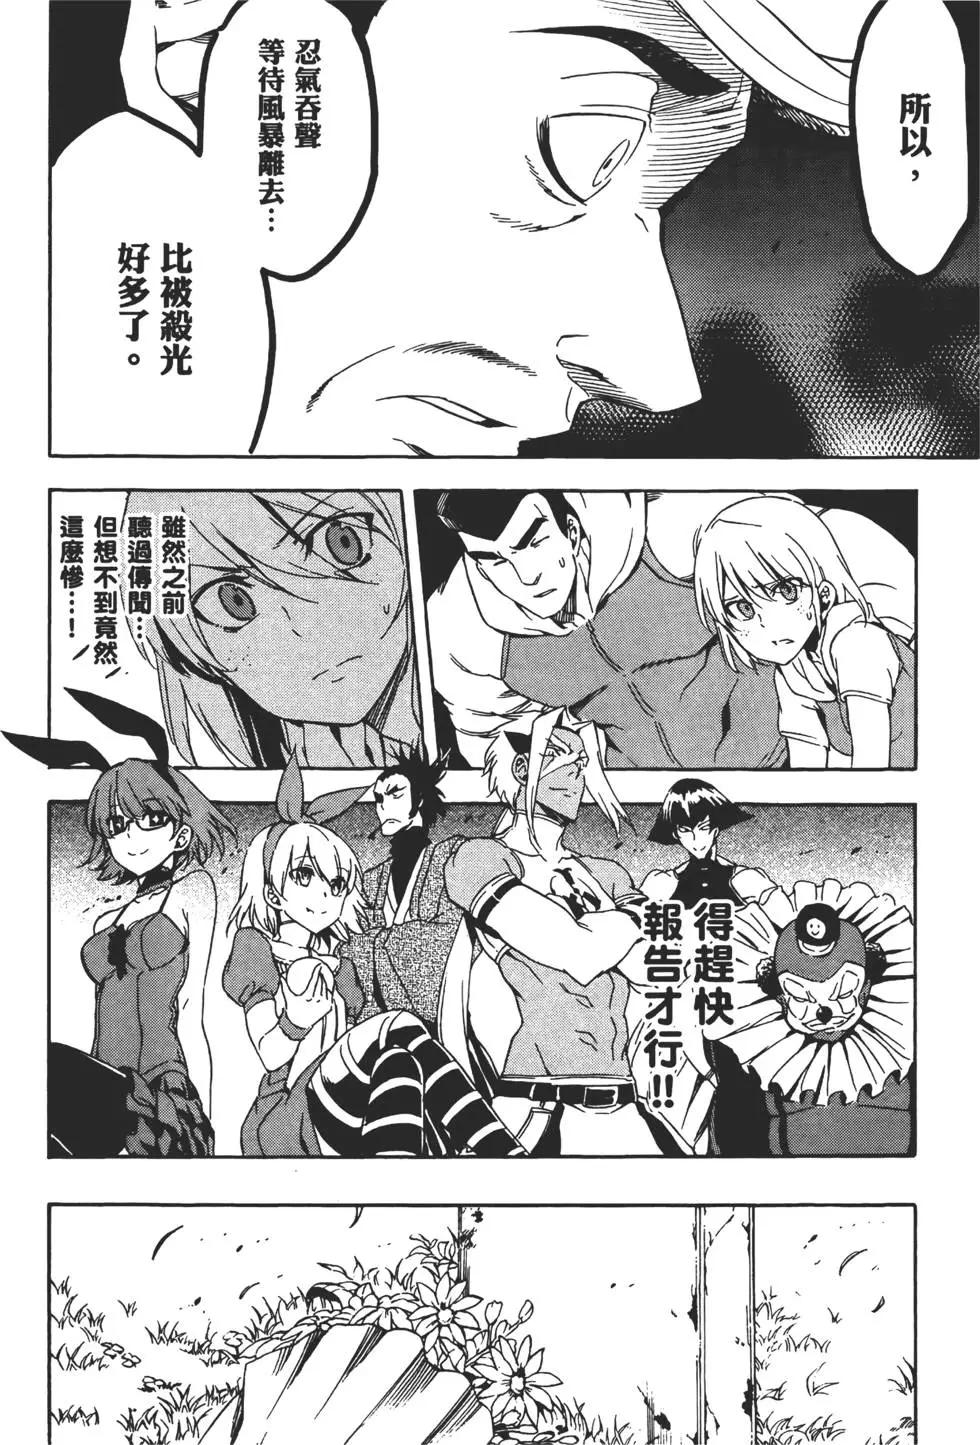 所以，
忍氣吞聲
等待風暴離去…
比被殺光
好多了。
雖然之前
聽過傳聞…
但想不到竟然
這麼慘…！
得趕快
報告才行!!